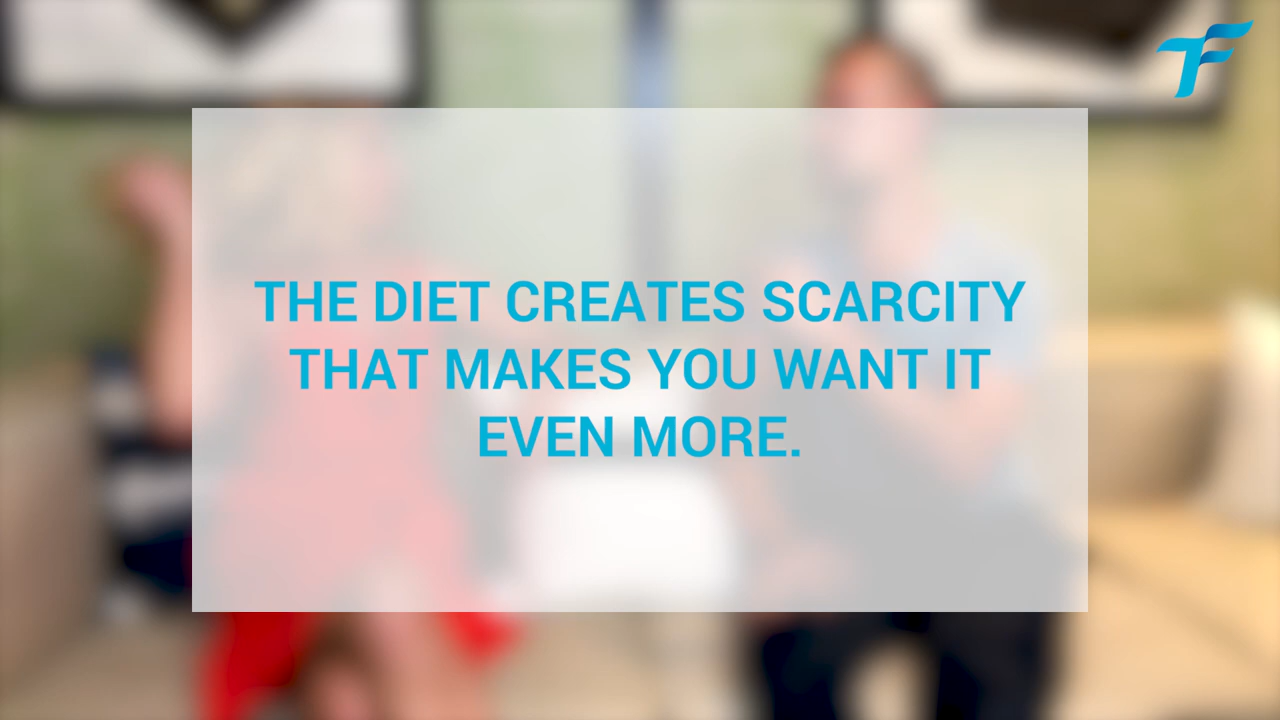 THE DIET CREATES SCARCITY
THAT MAKES YOU WANT IT
EVEN MORE.